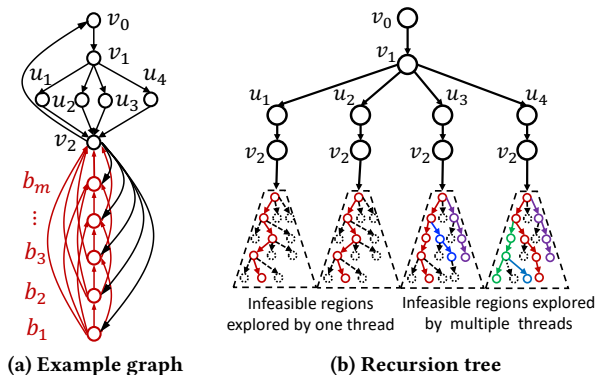 v0
v1
u1 u2 u3 u4
v2
bm
⋮
b3
b2
b1
(a) Example graph
v0
v1
u1 u2 u3 u4
v2 v2 v2 v2
Infeasible regions
explored by one thread
Infeasible regions explored
by multiple threads
(b) Recursion tree